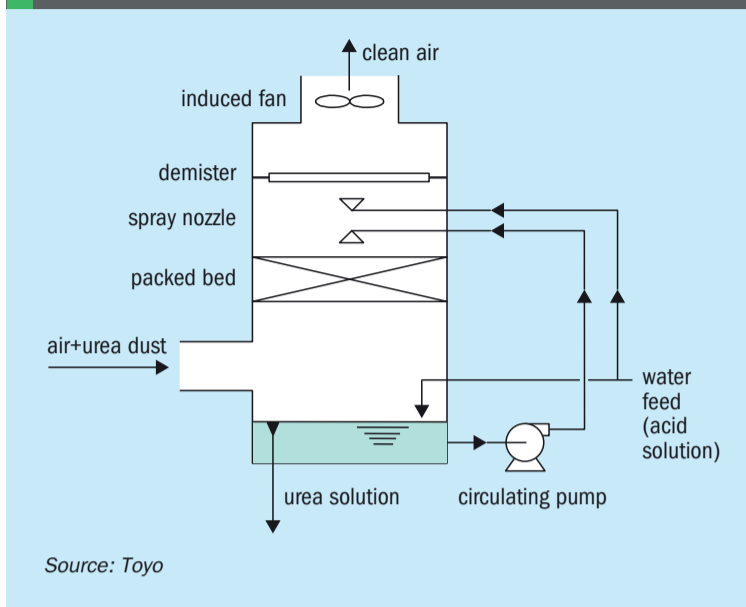 clean air
induced fan
demister
spray nozzle
packed bed
air+urea dust
water
feed
(acid
solution)
urea solution
circulating pump
Source: Toyo